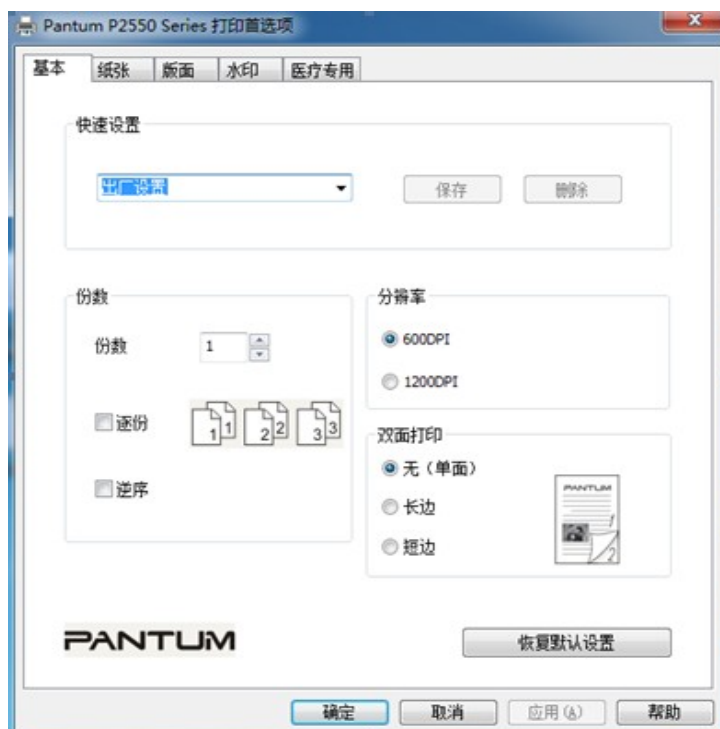 Pantum P2550 Series 打印首选项
基本 纸张 版面 水印 医疗专用
快速设置
出厂设置 保存 删除
份数
份数 1
逐份 1 1 2 2 3 3
逆序
分辨率
600DPI
1200DPI
双面打印
无（单面）
长边
短边
PANTUM
1
2
PANTUM
恢复默认设置
确定 取消 应用(A) 帮助